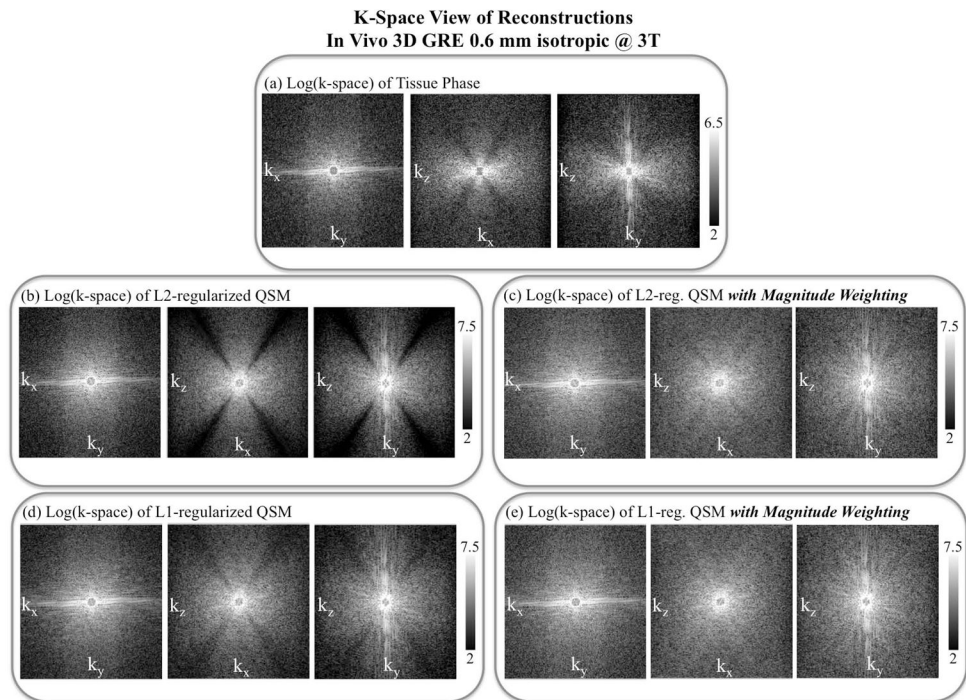 K-Space View of Reconstructions
In Vivo 3D GRE 0.6 mm isotropic @ 3T
(a) Log(k-space) of Tissue Phase
kx
ky
kz
kx
kz
ky
6.5
2
(b) Log(k-space) of L2-regularized QSM
kx
ky
kz
kx
kz
ky
7.5
2
(c) Log(k-space) of L2-reg. QSM with Magnitude Weighting
kx
ky
kz
kx
kz
ky
7.5
2
(d) Log(k-space) of L1-regularized QSM
kx
ky
kz
kx
kz
ky
7.5
2
(e) Log(k-space) of L1-reg. QSM with Magnitude Weighting
kx
ky
kz
kx
kz
ky
7.5
2